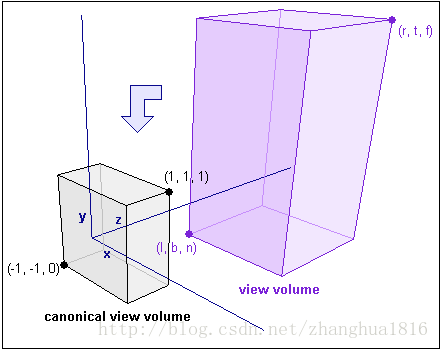 (r, t, f)
(1, 1, 1)
y
z
x
(l, b, n)
(-1, -1, 0)
view volume
canonical view volume
http://blog.csdn.net/zhanghua1816